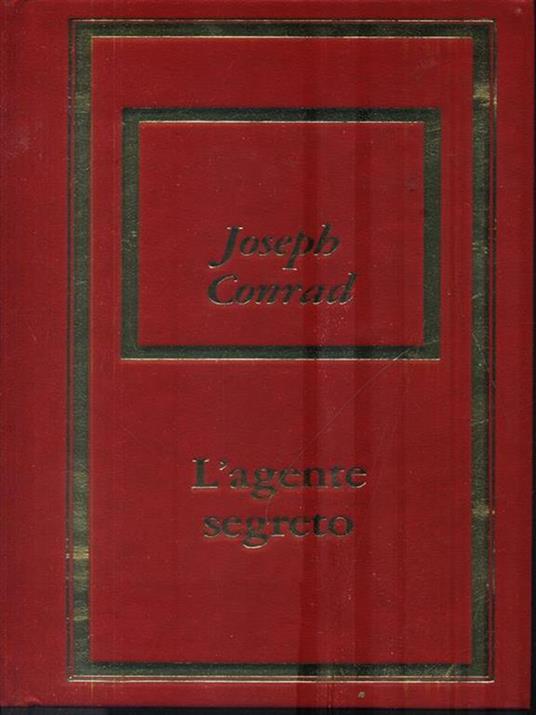 Joseph
Conrad
L'agente
segreto